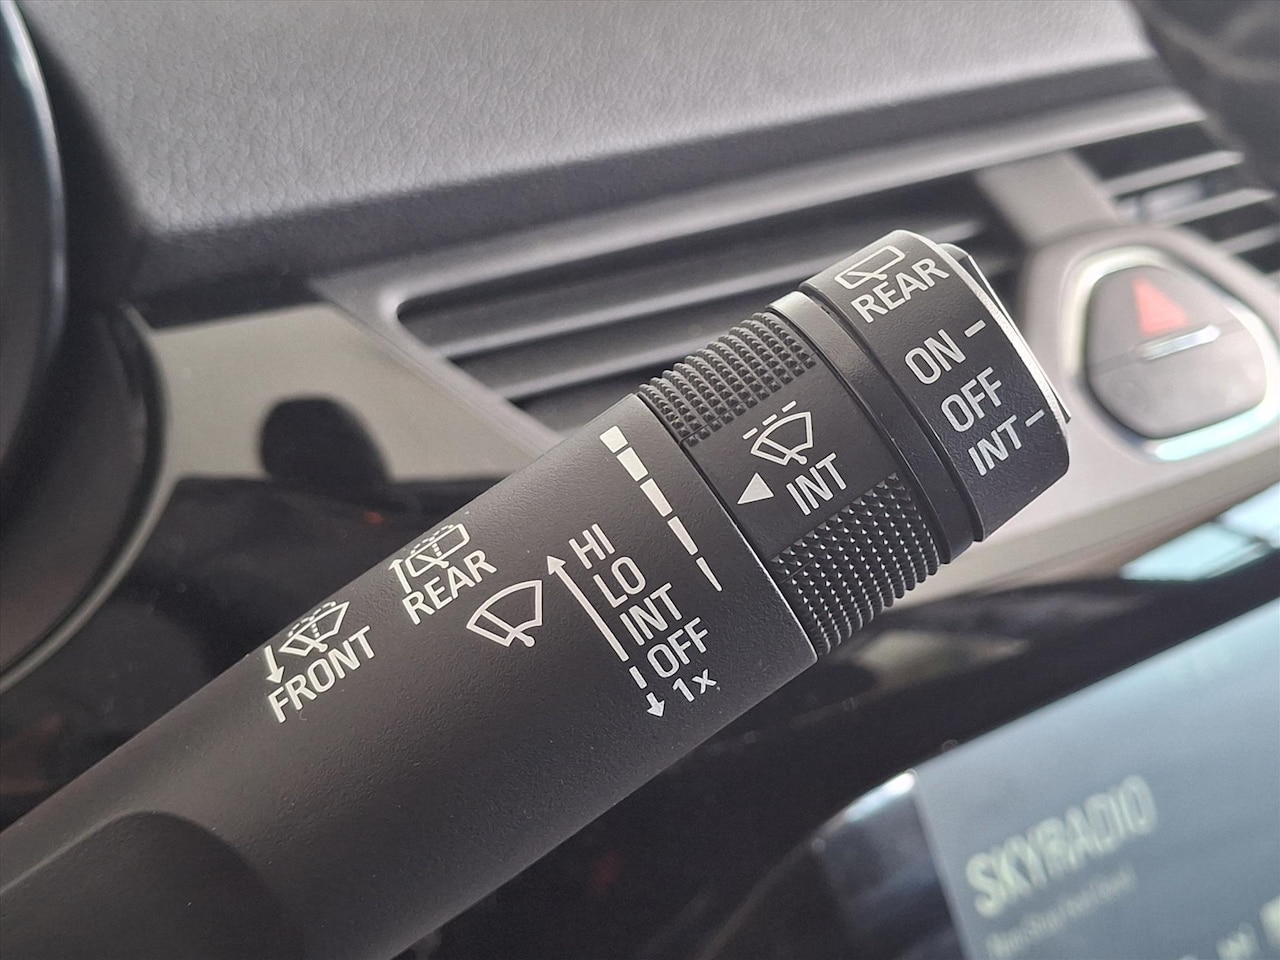 REAR
ON
OFF
INT
INT
HI
LO
INT
OFF
1x
REAR
FRONT
SKYRADIO